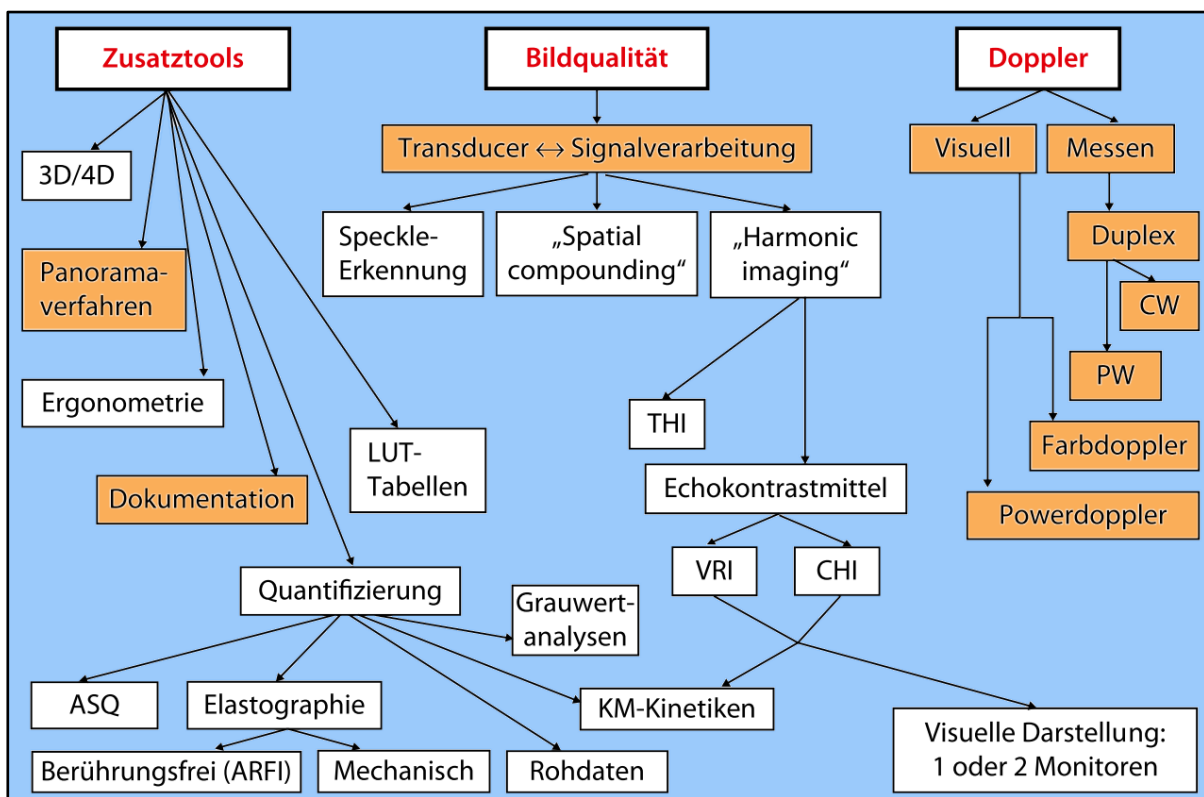 Zusatztools
Bildqualität
Doppler
Transducer ↔ Signalverarbeitung
Visuell
Messen
3D/4D
Speckle-
Erkennung
„Spatial
compounding“
„Harmonic
imaging“
Duplex
Panorama-
verfahren
CW
PW
Ergonometrie
THI
Farbdoppler
LUT-
Tabellen
Dokumentation
Echokontrastmittel
Powerdoppler
VRI
CHI
Quantifizierung
Grauwert-
analysen
ASQ
Elastographie
KM-Kinetiken
Visuelle Darstellung:
1 oder 2 Monitoren
Berührungsfrei (ARFI)
Mechanisch
Rohdaten